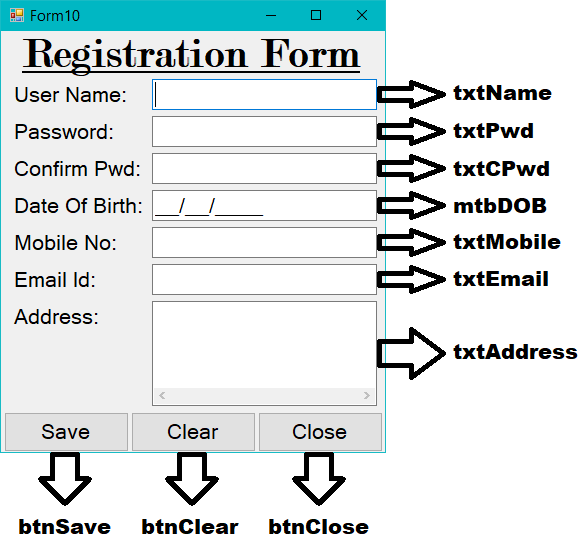 Form10
Registration Form
User Name: txtName
Password: txtPwd
Confirm Pwd: txtCPwd
Date Of Birth: __/__/____ mtbDOB
Mobile No: txtMobile
Email Id: txtEmail
Address: txtAddress
Save Clear Close
btnSave btnClear btnClose